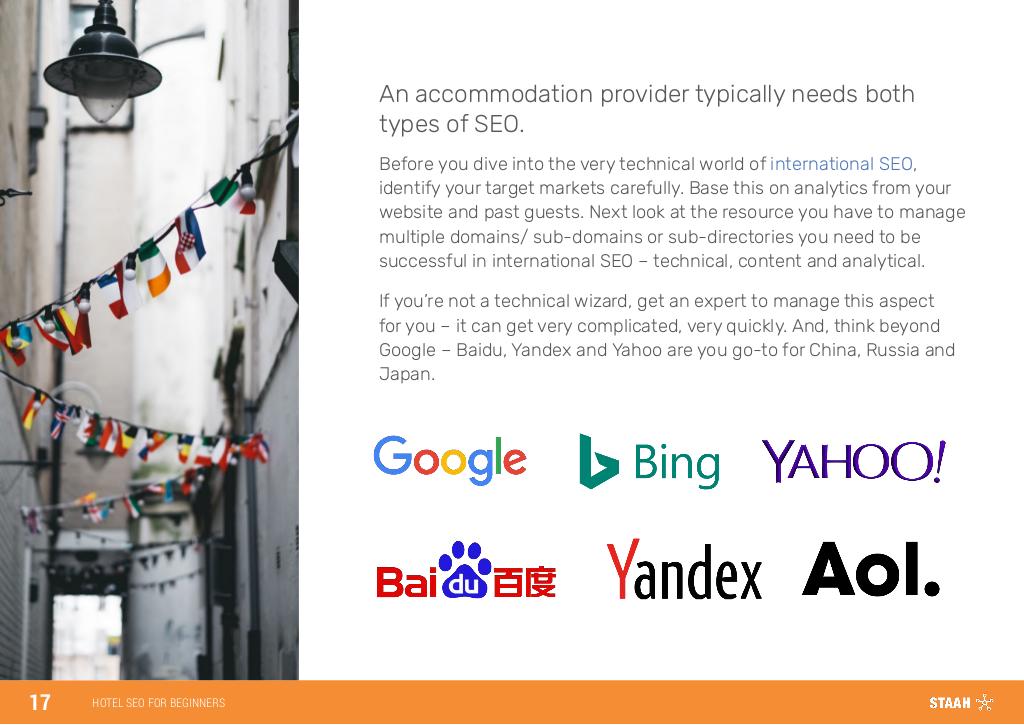 An accommodation provider typically needs both
types of SEO.
Before you dive into the very technical world of international SEO,
identify your target markets carefully. Base this on analytics from your
website and past guests. Next look at the resource you have to manage
multiple domains/ sub-domains or sub-directories you need to be
successful in international SEO – technical, content and analytical.
If you're not a technical wizard, get an expert to manage this aspect
for you – it can get very complicated, very quickly. And, think beyond
Google – Baidu, Yandex and Yahoo are you go-to for China, Russia and
Japan.
Google Bing YAHOO!
Baidu百度 Yandex Aol.
17 HOTEL SEO FOR BEGINNERS STAAH